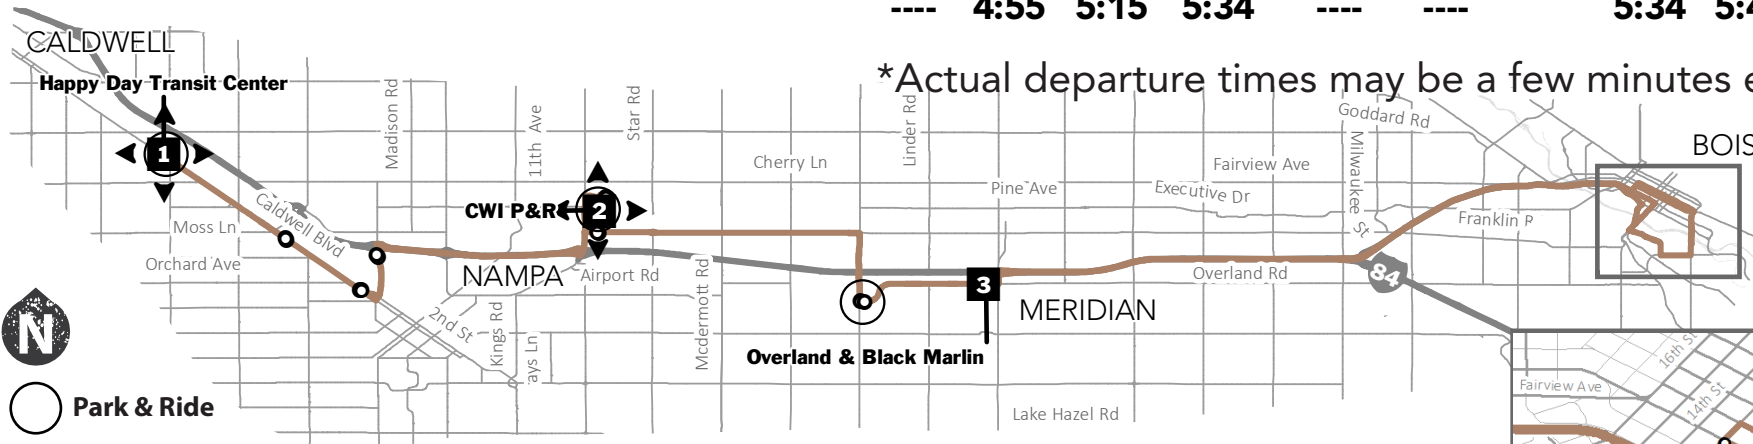 ---- 4:55 5:15 5:34 ---- ---- 5:34
*Actual departure times may be a few minutes
CALDWELL
Happy Day Transit Center
1
Madison Rd
11th Ave
Star Rd
Linder Rd
Goddard Rd
Milwaukee St
BOIS
Cherry Ln
Fairview Ave
Pine Ave
Executive Dr
Franklin
CWI P&R
2
Caldwell Blvd
Moss Ln
Orchard Ave
NAMPA
Airport Rd
Mcdermott Rd
3
MERIDIAN
Overland Rd
84
2nd St
Kings Rd
ays Ln
Overland & Black Marlin
N
Park & Ride
Lake Hazel Rd
16th St
Fairview Ave
14th St